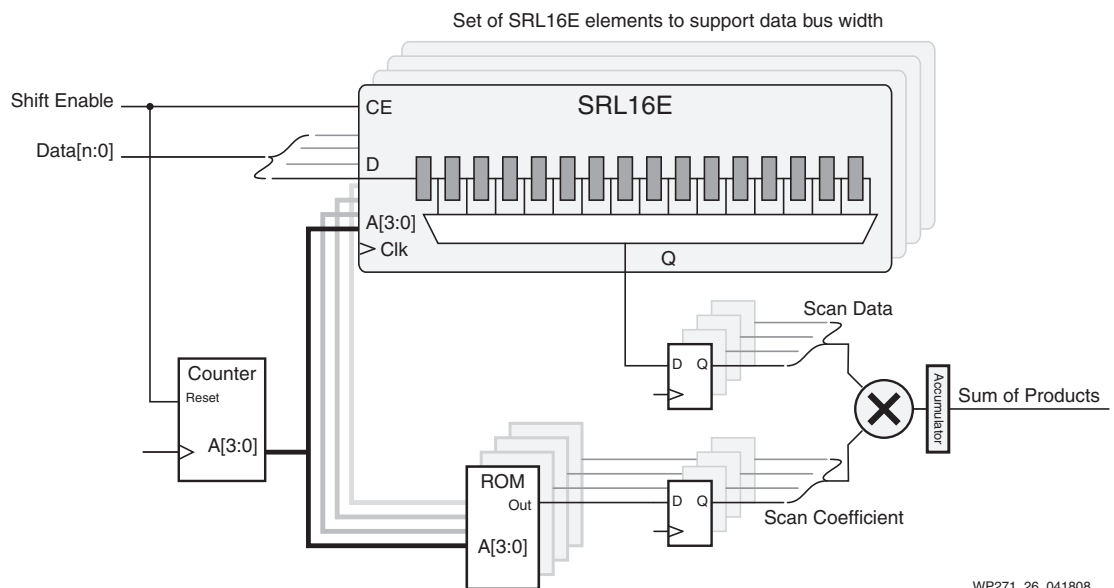 Set of SRL16E elements to support data bus width
SRL16E
Shift Enable
CE
Data[n:0]
D
A[3:0]
Clk
Q
Scan Data
Counter
Reset
A[3:0]
D Q
Accumulator
Sum of Products
ROM
Out
A[3:0]
D Q
Scan Coefficient
WP271_26_041808